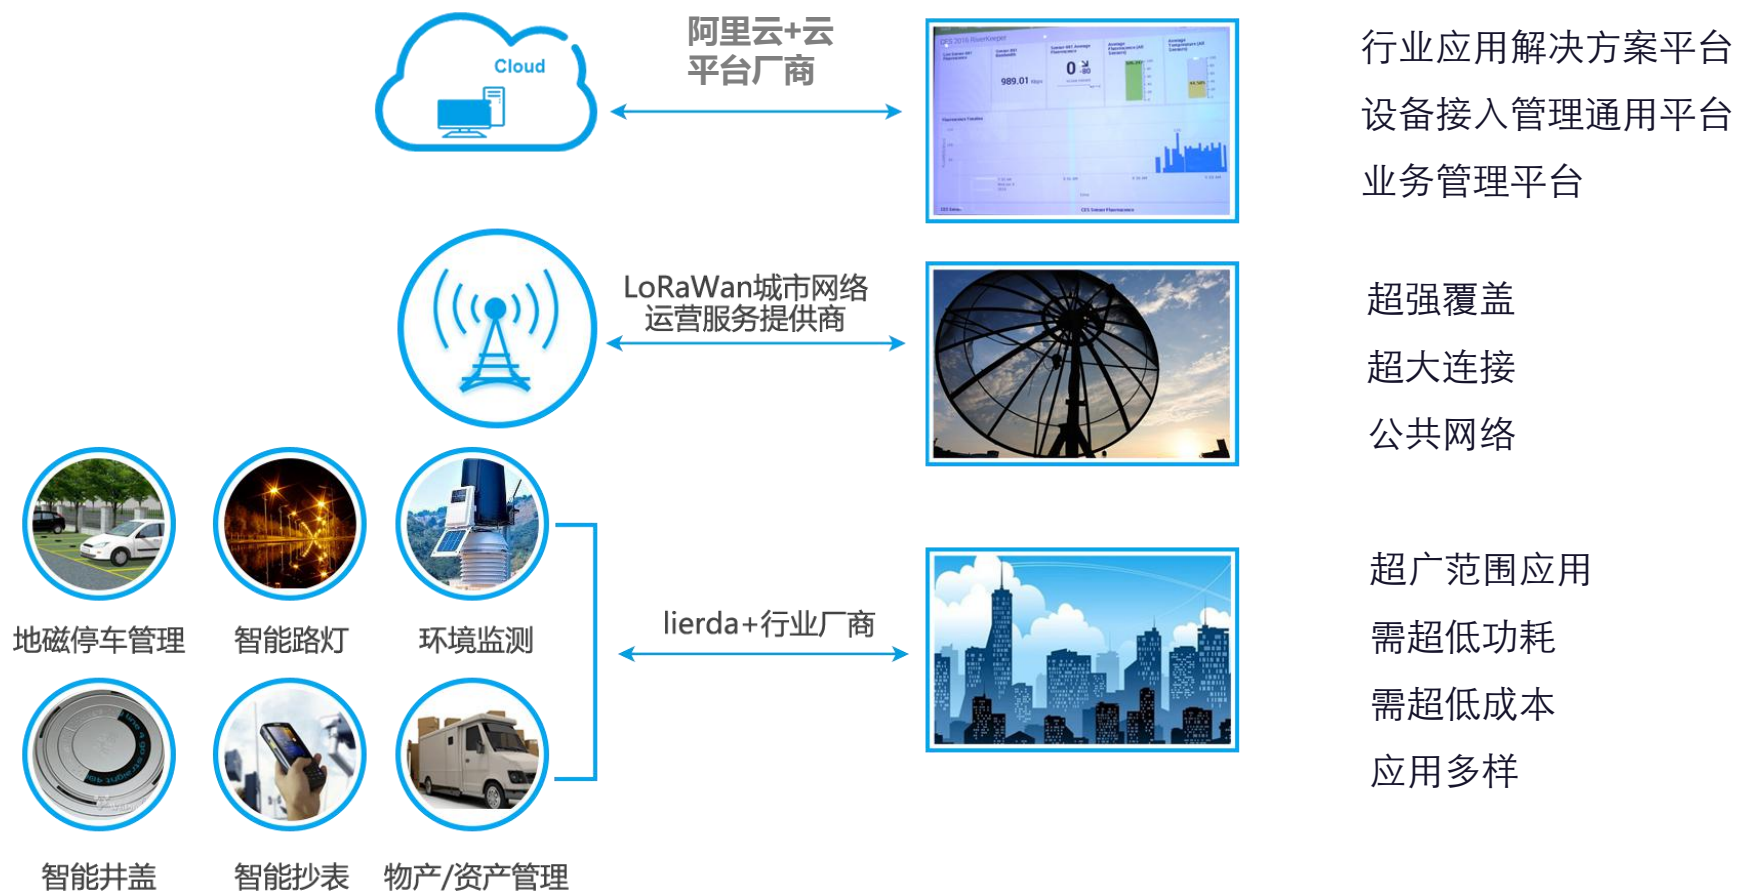 Cloud
阿里云+云
平台厂商
CES 2016 RiverKeeper
989.01
0
行业应用解决方案平台
设备接入管理通用平台
业务管理平台
LoRaWan城市网络
运营服务提供商
超强覆盖
超大连接
公共网络
地磁停车管理
智能路灯
环境监测
lierda+行业厂商
超广范围应用
需超低功耗
需超低成本
应用多样
智能井盖
智能抄表
物产/资产管理